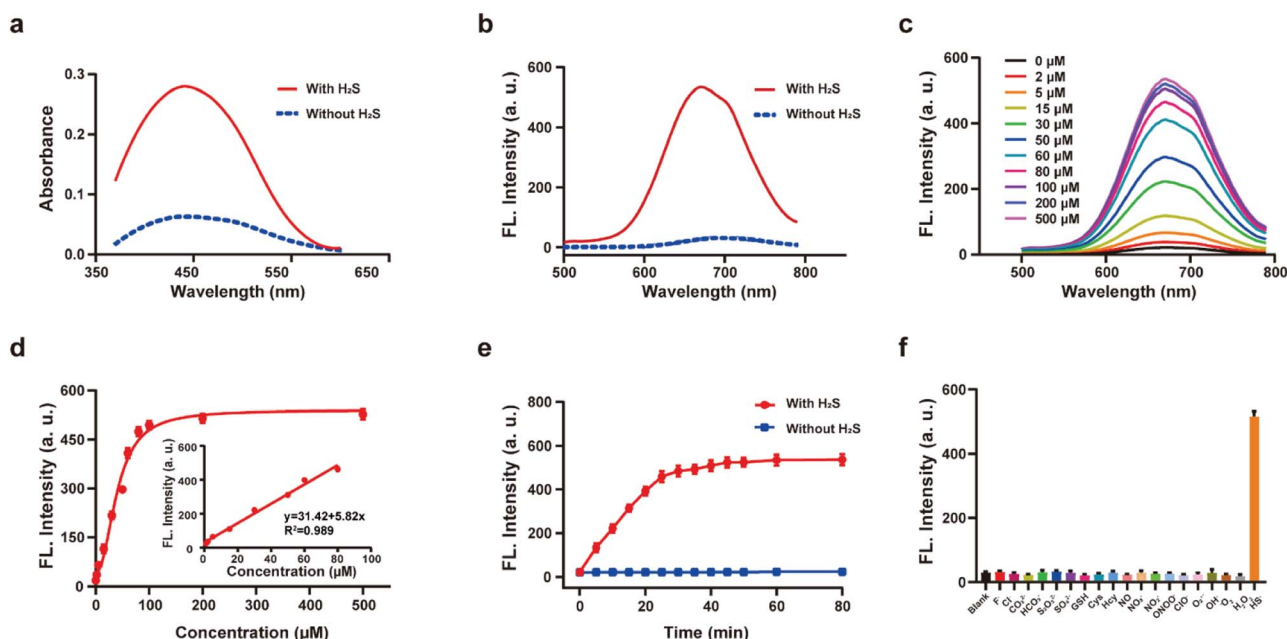 a
Absorbance
0.3
0.2
0.1
0.0
350
450
550
650
Wavelength (nm)
With H₂S
Without H₂S
b
FL. Intensity (a. u.)
600
400
200
0
500
600
700
800
Wavelength (nm)
With H₂S
Without H₂S
c
FL. Intensity (a. u.)
600
400
200
0
0 μM
2 μM
5 μM
15 μM
30 μM
50 μM
60 μM
80 μM
100 μM
200 μM
500 μM
500
600
700
800
Wavelength (nm)
d
FL. Intensity (a. u.)
600
450
300
150
0
0
100
200
300
400
500
Concentration (μM)
FL. Intensity (a. u.)
600
400
200
0
y=31.42+5.82x
R²=0.989
0
20
40
60
80
100
Concentration (μM)
e
FL. Intensity (a. u.)
800
600
400
200
0
With H₂S
Without H₂S
0
20
40
60
80
Time (min)
f
FL. Intensity (a. u.)
600
500
400
300
200
100
0
Blank
F⁻
Cl⁻
CO₃²⁻
HCO₃⁻
S₂O₃²⁻
SO₄²⁻
GSH
Cys
Hcy
NO
NO₃⁻
NO₂⁻
ONOO⁻
ClO⁻
OH⁻
H₂O₂
HS⁻